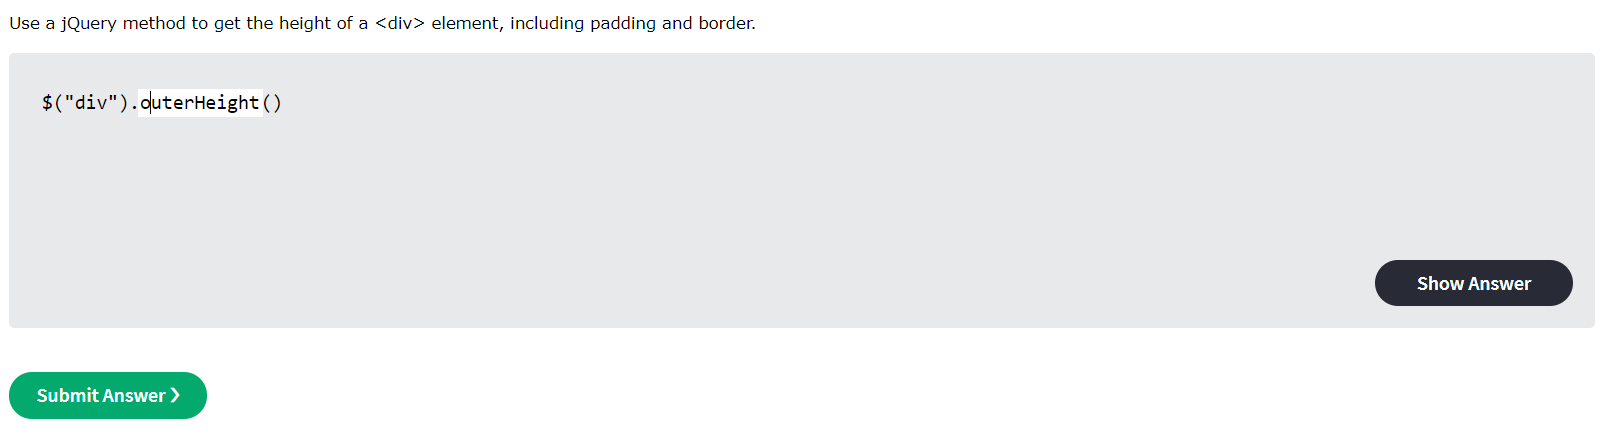 Use a jQuery method to get the height of a <div> element, including padding and border.
$("div").outerHeight()
Show Answer
Submit Answer ❯